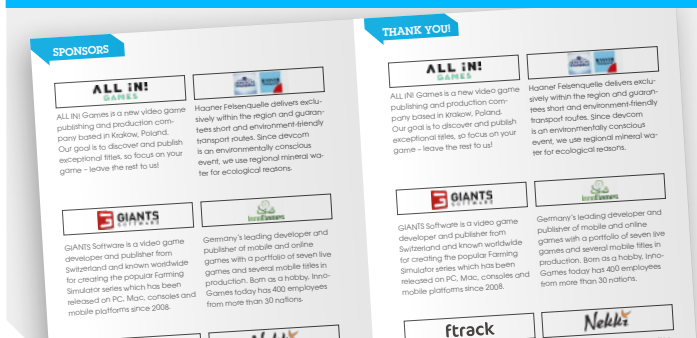 SPONSORS
ALL iN!
GAMES
ALL iN! Games is a new video game
publishing and production com-
pany based in Krakow, Poland.
Our goal is to discover and publish
exceptional titles, so focus on your
game – leave the rest to us!
Haaner Felsenquelle delivers exclu-
sively within the region and guaran-
tees short and environment-friendly
transport routes. Since devcom
is an environmentally conscious
event, we use regional mineral wa-
ter for ecological reasons.
GIANTS
SOFTWARE
GIANTS Software is a video game
developer and publisher from
Switzerland and known worldwide
for creating the popular Farming
Simulator series which has been
released on PC, Mac, consoles and
mobile platforms since 2008.
InnoGames
Germany's leading developer and
publisher of mobile and online
games with a portfolio of seven live
games and several mobile titles in
production. Born as a hobby, Inno-
Games today has 400 employees
from more than 30 nations.
THANK YOU!
ALL iN!
GAMES
ALL iN! Games is a new video game
publishing and production com-
pany based in Krakow, Poland.
Our goal is to discover and publish
exceptional titles, so focus on your
game – leave the rest to us!
Haaner Felsenquelle delivers exclu-
sively within the region and guaran-
tees short and environment-friendly
transport routes. Since devcom
is an environmentally conscious
event, we use regional mineral wa-
ter for ecological reasons.
GIANTS
SOFTWARE
GIANTS Software is a video game
developer and publisher from
Switzerland and known worldwide
for creating the popular Farming
Simulator series which has been
released on PC, Mac, consoles and
mobile platforms since 2008.
InnoGames
Germany's leading developer and
publisher of mobile and online
games with a portfolio of seven live
games and several mobile titles in
production. Born as a hobby, Inno-
Games today has 400 employees
from more than 30 nations.
ftrack
Nekki